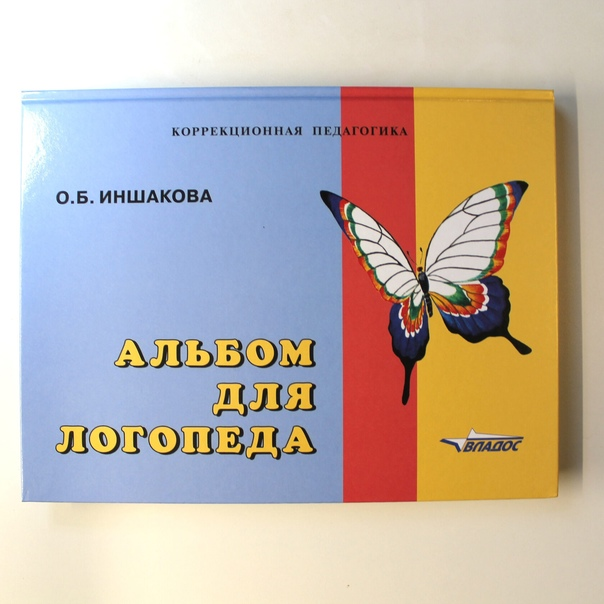 КОРРЕКЦИОННАЯ ПЕДАГОГИКА
О.Б. ИНШАКОВА
АЛЬБОМ
ДЛЯ
ЛОГОПЕДА
ВЛАДОС